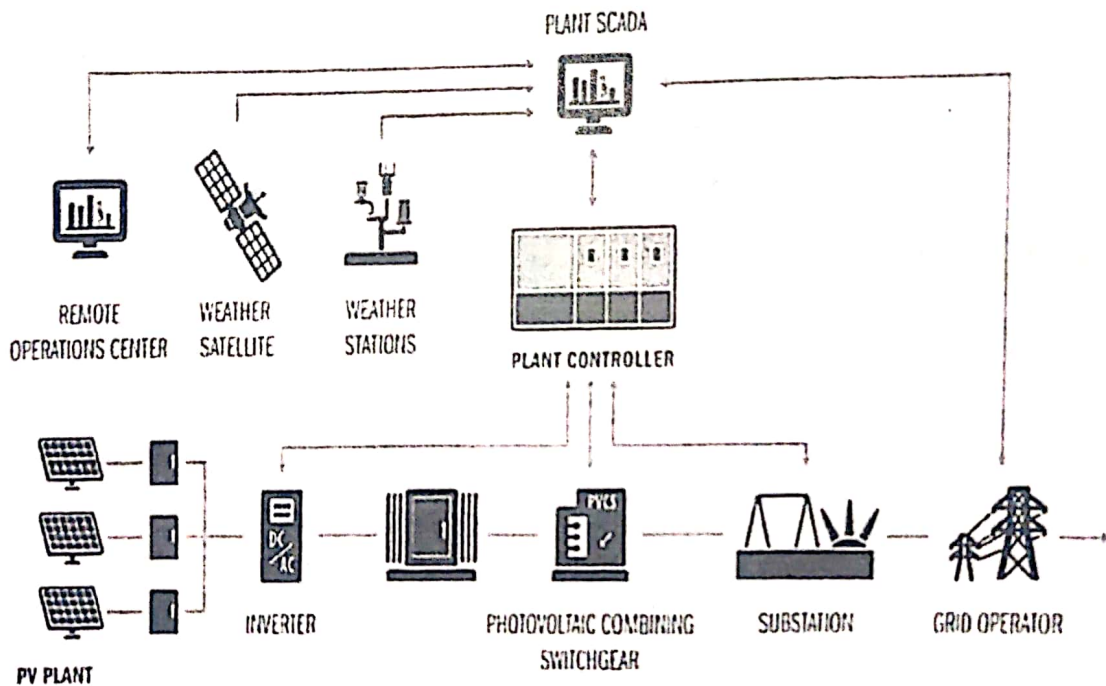 PLANT SCADA
REMOTE
OPERATIONS CENTER
WEATHER
SATELLITE
WEATHER
STATIONS
PLANT CONTROLLER
DC
AC
PVCS
INVERTER
PHOTOVOLTAIC COMBINING
SWITCHGEAR
SUBSTATION
GRID OPERATOR
PV PLANT